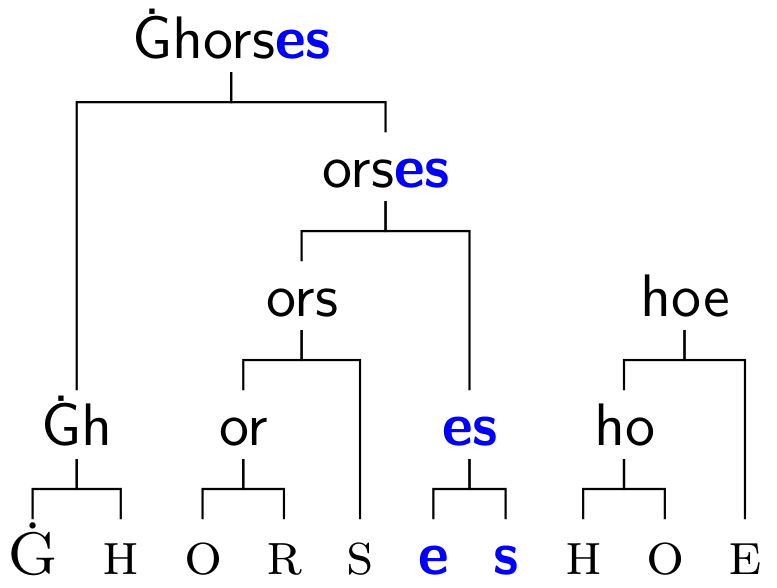 Ġhorses
orses
ors hoe
Ġh or es ho
Ġ H O R S e s H O E